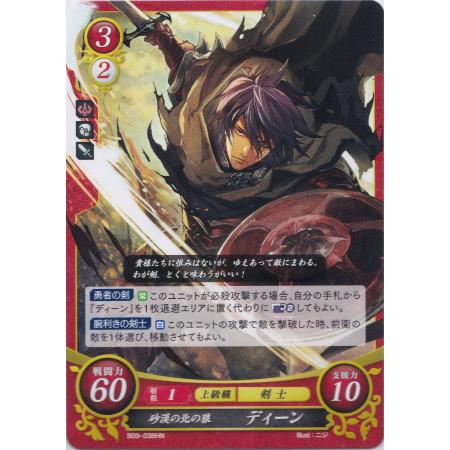 3
2
貴様たちに恨みはないが、ゆえあって敵にまわる。
わが剣、とくと味わうがいい！
勇者の剣 常 このユニットが必殺攻撃する場合、自分の手札から
『ディーン』を1枚退避エリアに置く代わりに 2 してもよい。
腕利きの剣士 自 このユニットの攻撃で敵を撃破した時、前衛の
敵を1体選び、移動させてもよい。
戦闘力
60
射程 1
上級職
剣士
支援力
10
砂漠の北の狼 ディーン
B09-038HN
Illust：ニジ